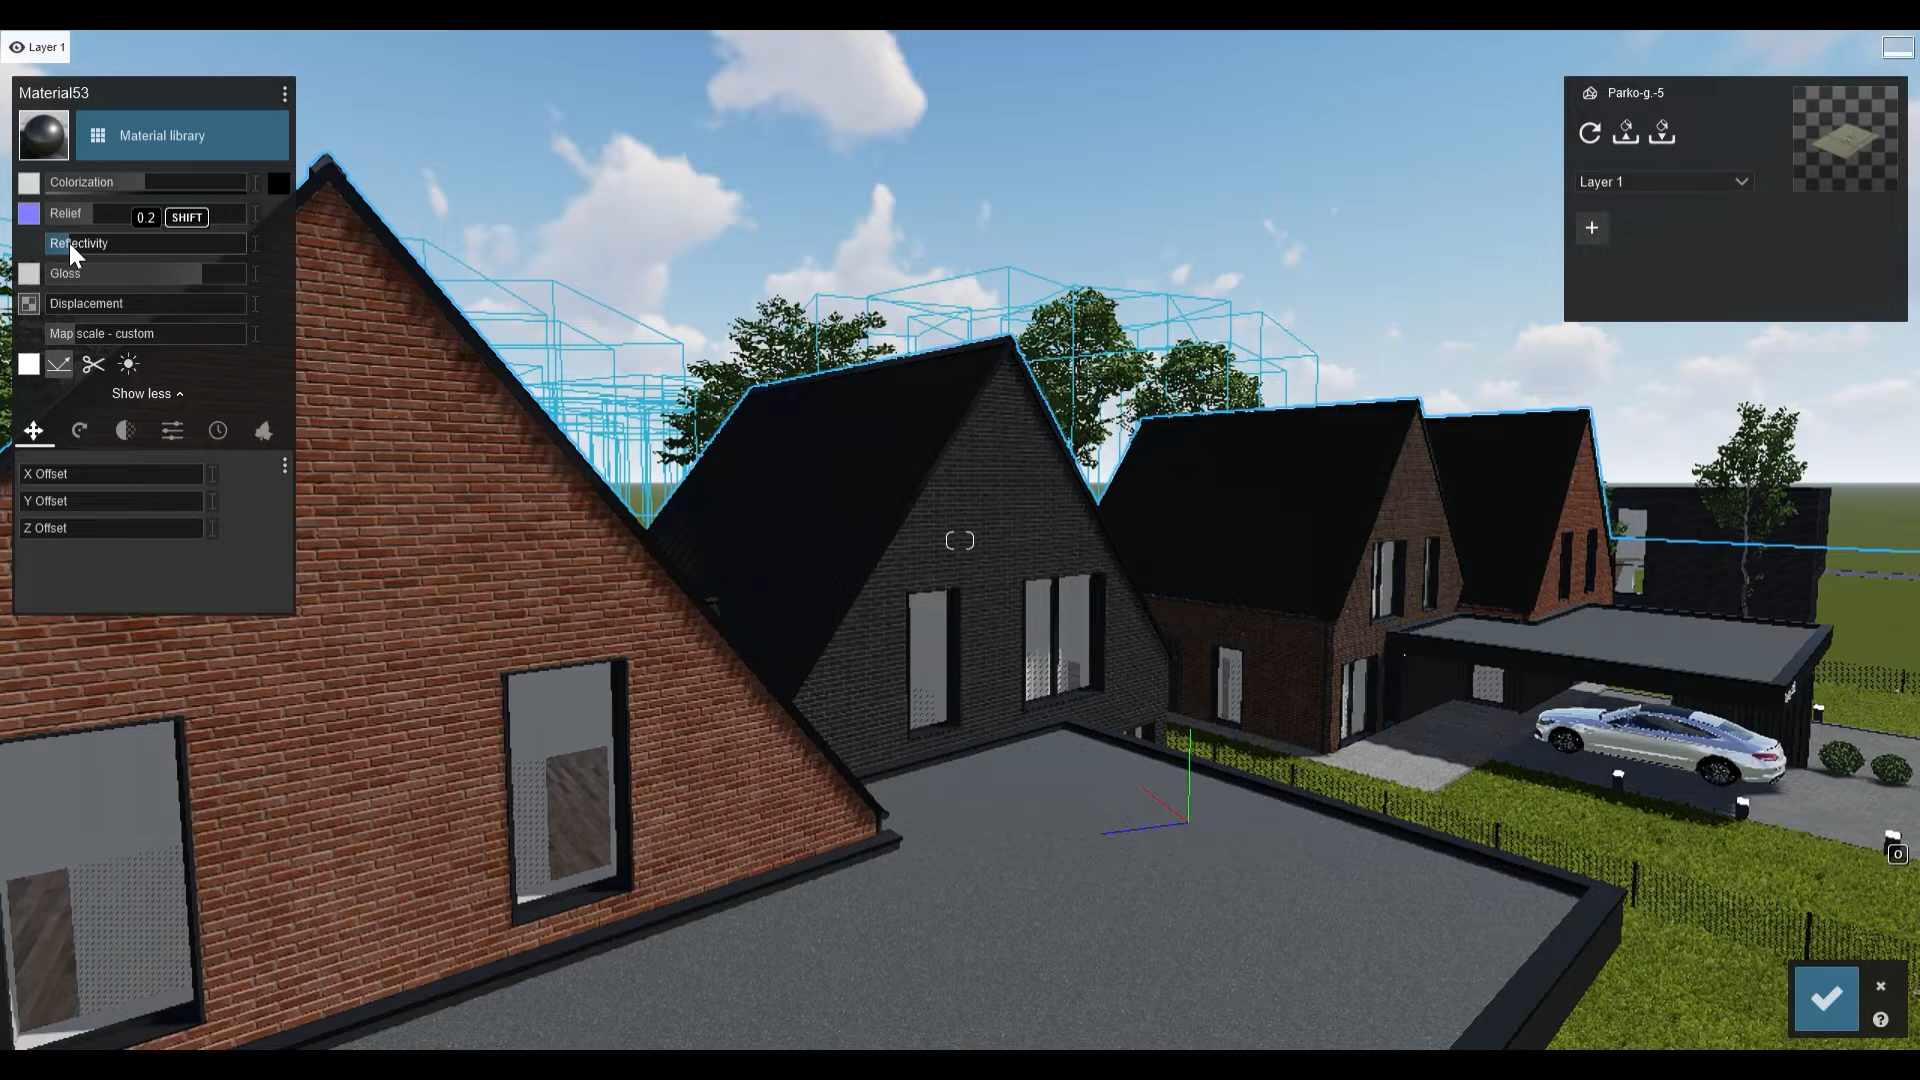 Layer 1
Material53
Material library
Colorization
Relief
0.2 SHIFT
Reflectivity
Gloss
Displacement
Map scale - custom
Show less
X Offset
Y Offset
Z Offset
Parko-g.-5
Layer 1
O